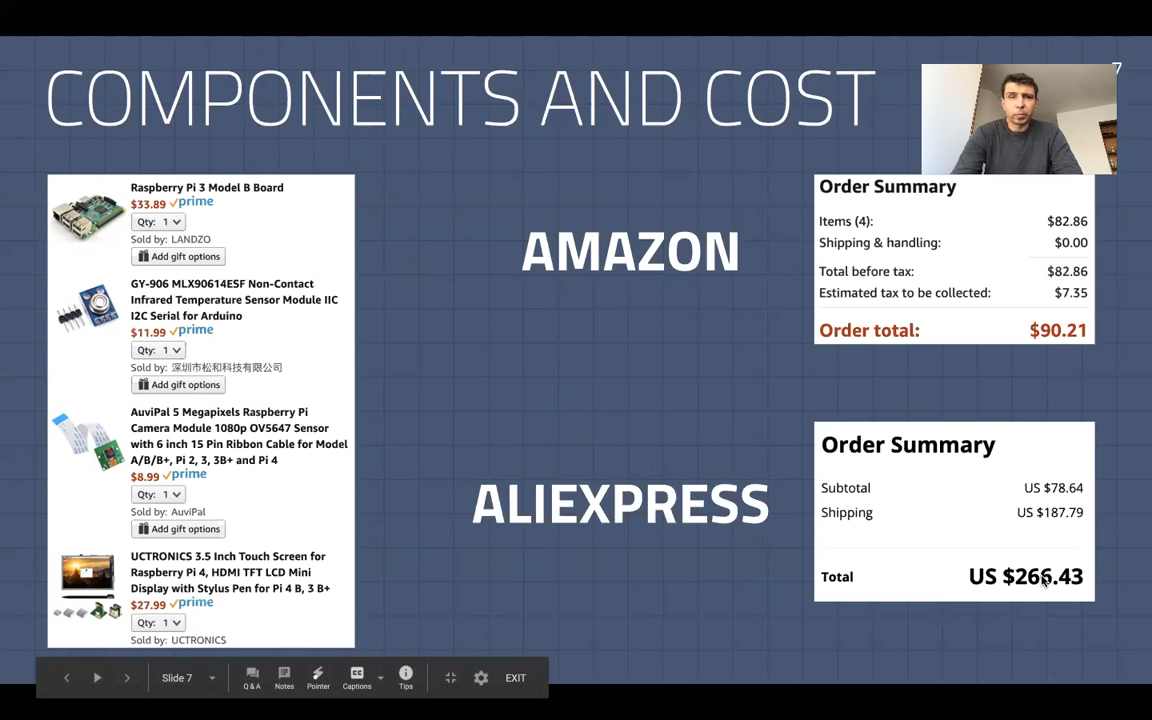 COMPONENTS AND COST
7
Raspberry Pi 3 Model B Board
$33.89 prime
Qty: 1
Sold by: LANDZO
Add gift options
GY-906 MLX90614ESF Non-Contact
Infrared Temperature Sensor Module IIC
I2C Serial for Arduino
$11.99 prime
Qty: 1
Sold by: 深圳市松和科技有限公司
Add gift options
AuviPal 5 Megapixels Raspberry Pi
Camera Module 1080p OV5647 Sensor
with 6 inch 15 Pin Ribbon Cable for Model
A/B/B+, Pi 2, 3, 3B+ and Pi 4
$8.99 prime
Qty: 1
Sold by: AuviPal
Add gift options
UCTRONICS 3.5 Inch Touch Screen for
Raspberry Pi 4, HDMI TFT LCD Mini
Display with Stylus Pen for Pi 4 B, 3 B+
$27.99 prime
Qty: 1
Sold by: UCTRONICS
AMAZON
ALIEXPRESS
Order Summary
Items (4): $82.86
Shipping & handling: $0.00
Total before tax: $82.86
Estimated tax to be collected: $7.35
Order total: $90.21
Order Summary
Subtotal US $78.64
Shipping US $187.79
Total US $266.43
Slide 7
Q & A
Notes
Pointer
CC
Captions
Tips
EXIT